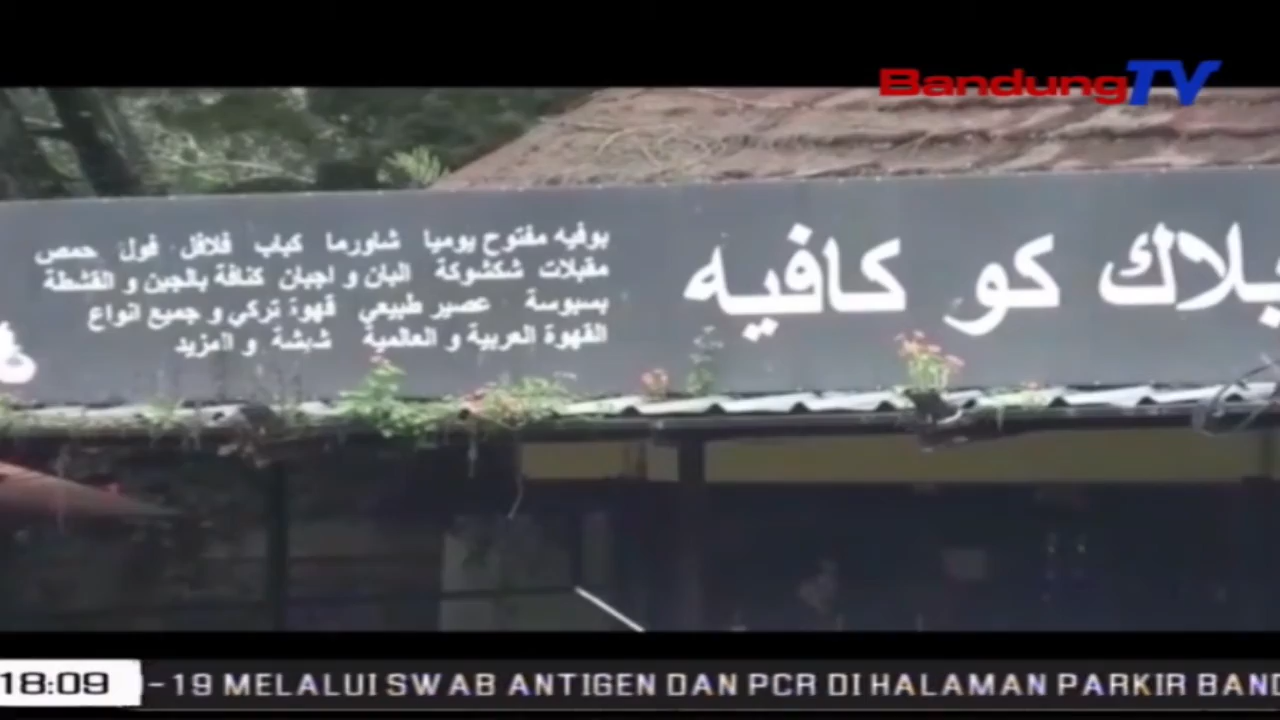 BandungTV
بلاك كو كافيه
بوفيه مفتوح يوميا شاورما كباب فلافل فول حمص
مقبلات شكشوكة البان و اجبان كنافة بالجبن و القشطة
بسبوسة عصير طبيعي قهوة تركي و جميع انواع
القهوة العربية و العالمية شيشة و المزيد
18:09
-19 MELALUI SWAB ANTIGEN DAN PCR DI HALAMAN PARKIR BAND